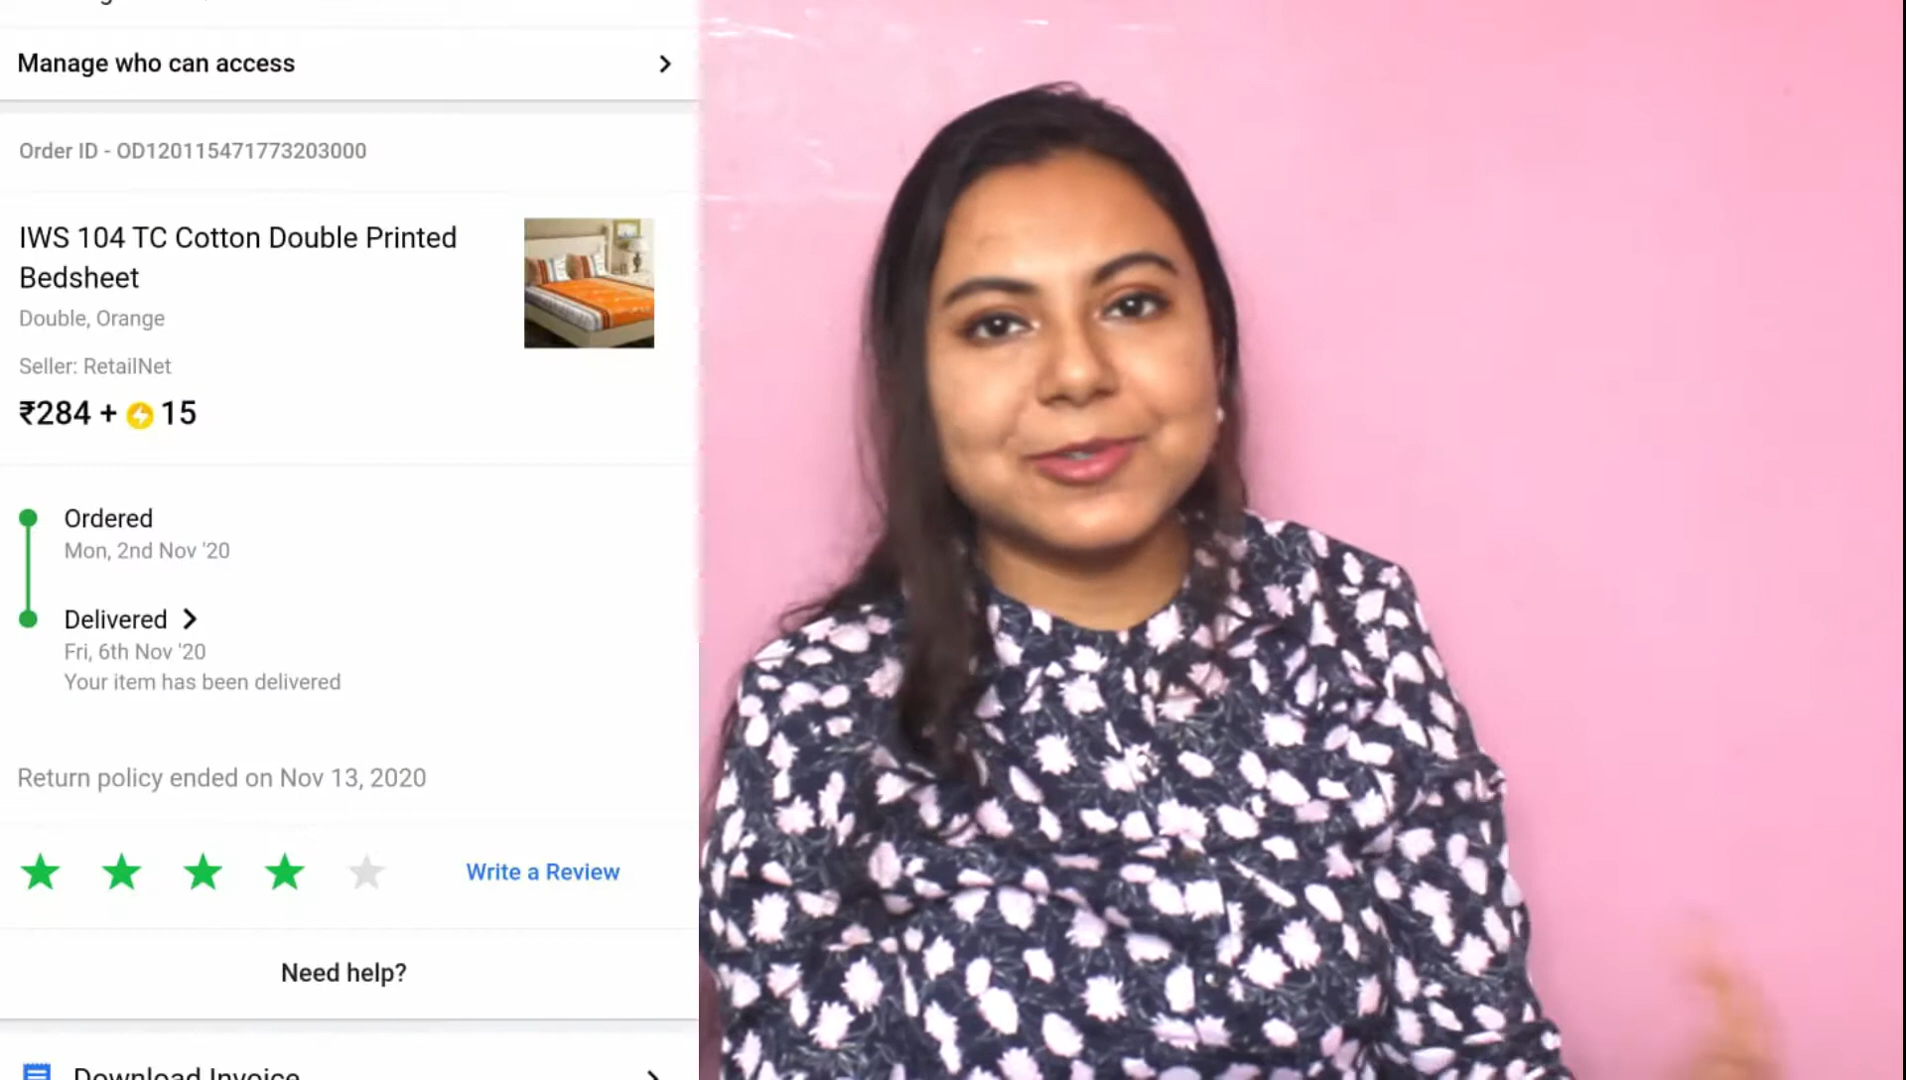 Manage who can access
Order ID - OD120115471773203000
IWS 104 TC Cotton Double Printed
Bedsheet
Double, Orange
Seller: RetailNet
₹284 + 15
Ordered
Mon, 2nd Nov '20
Delivered
Fri, 6th Nov '20
Your item has been delivered
Return policy ended on Nov 13, 2020
Write a Review
Need help?
Download Invoice